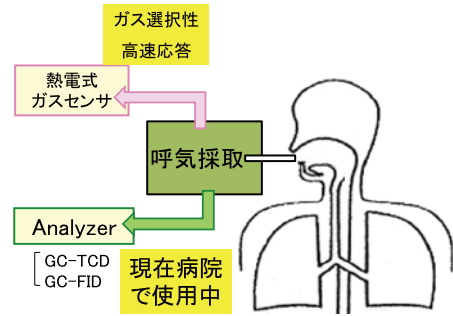 ガス選択性
高速応答
熱電式
ガスセンサ
呼気採取
Analyzer
GC-TCD
GC-FID
現在病院
で使用中